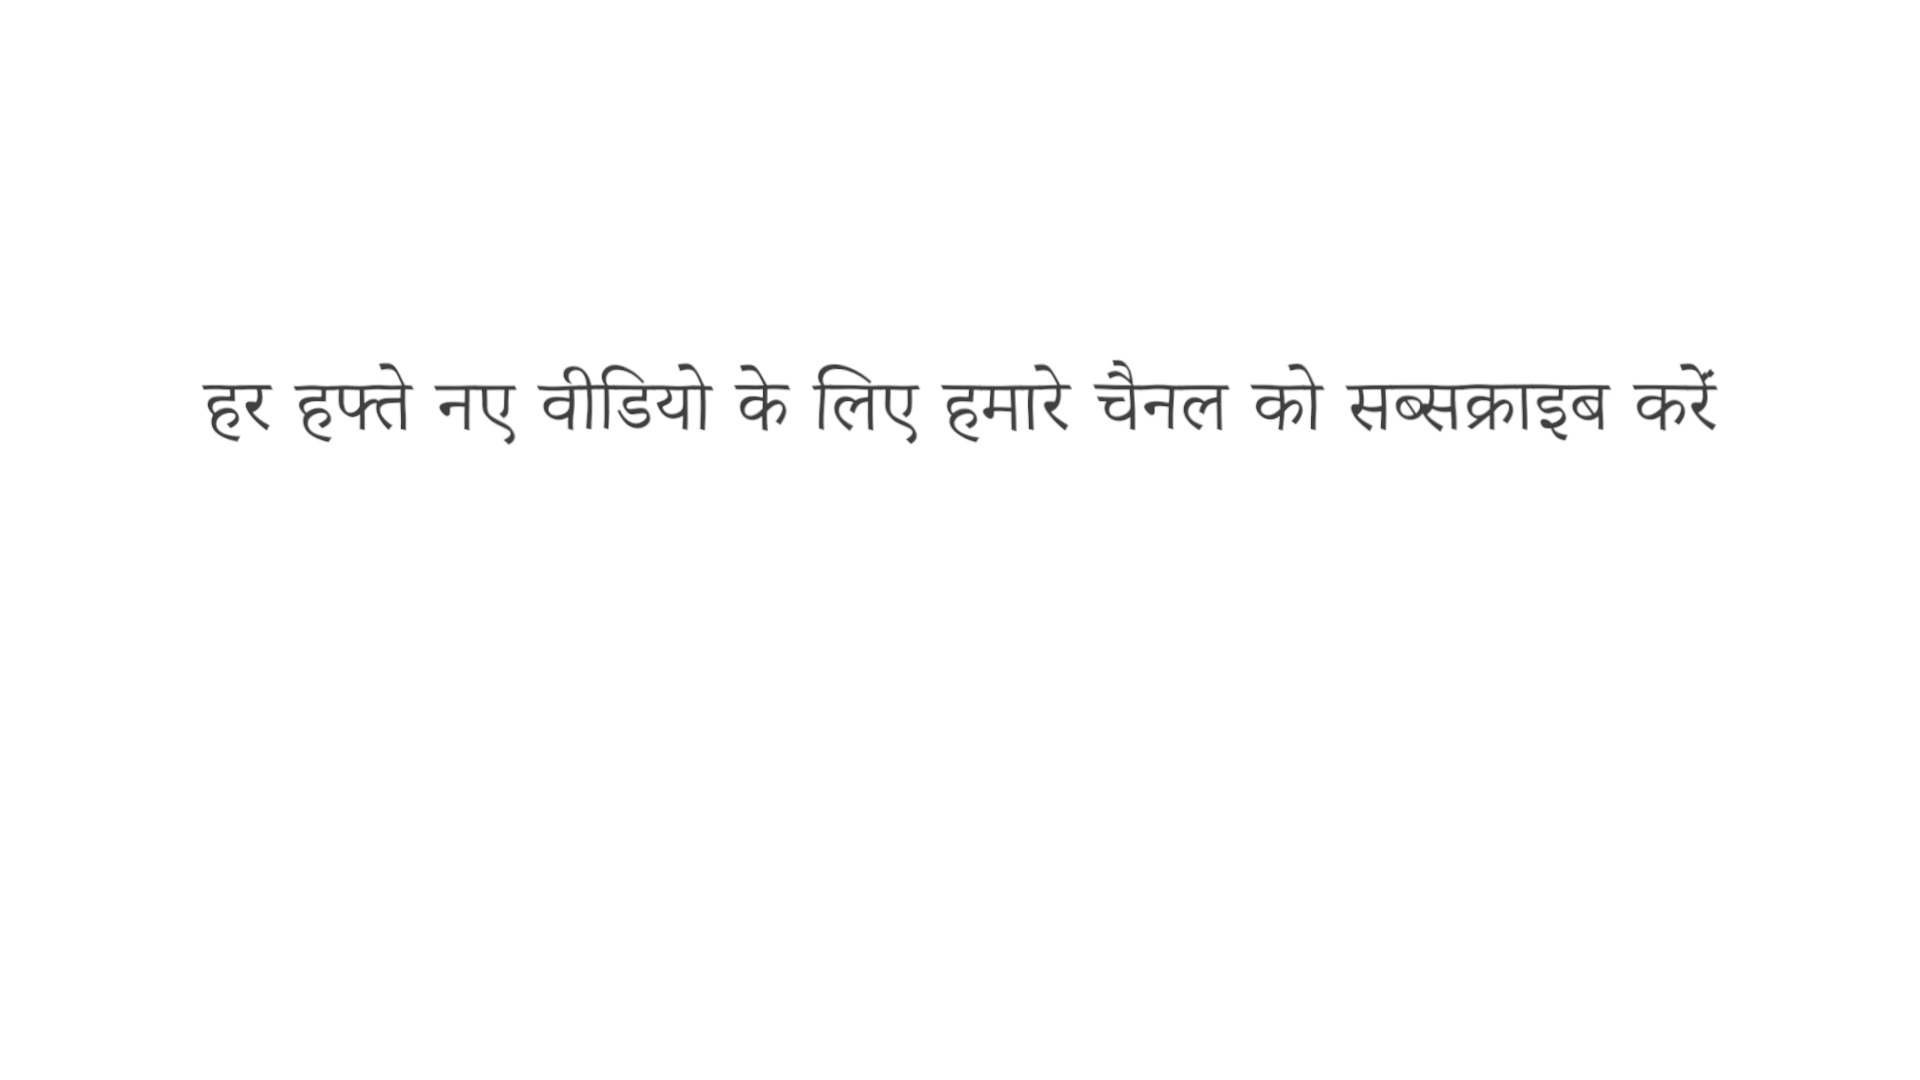 हर हफ्ते नए वीडियो के लिए हमारे चैनल को सब्सक्राइब करें